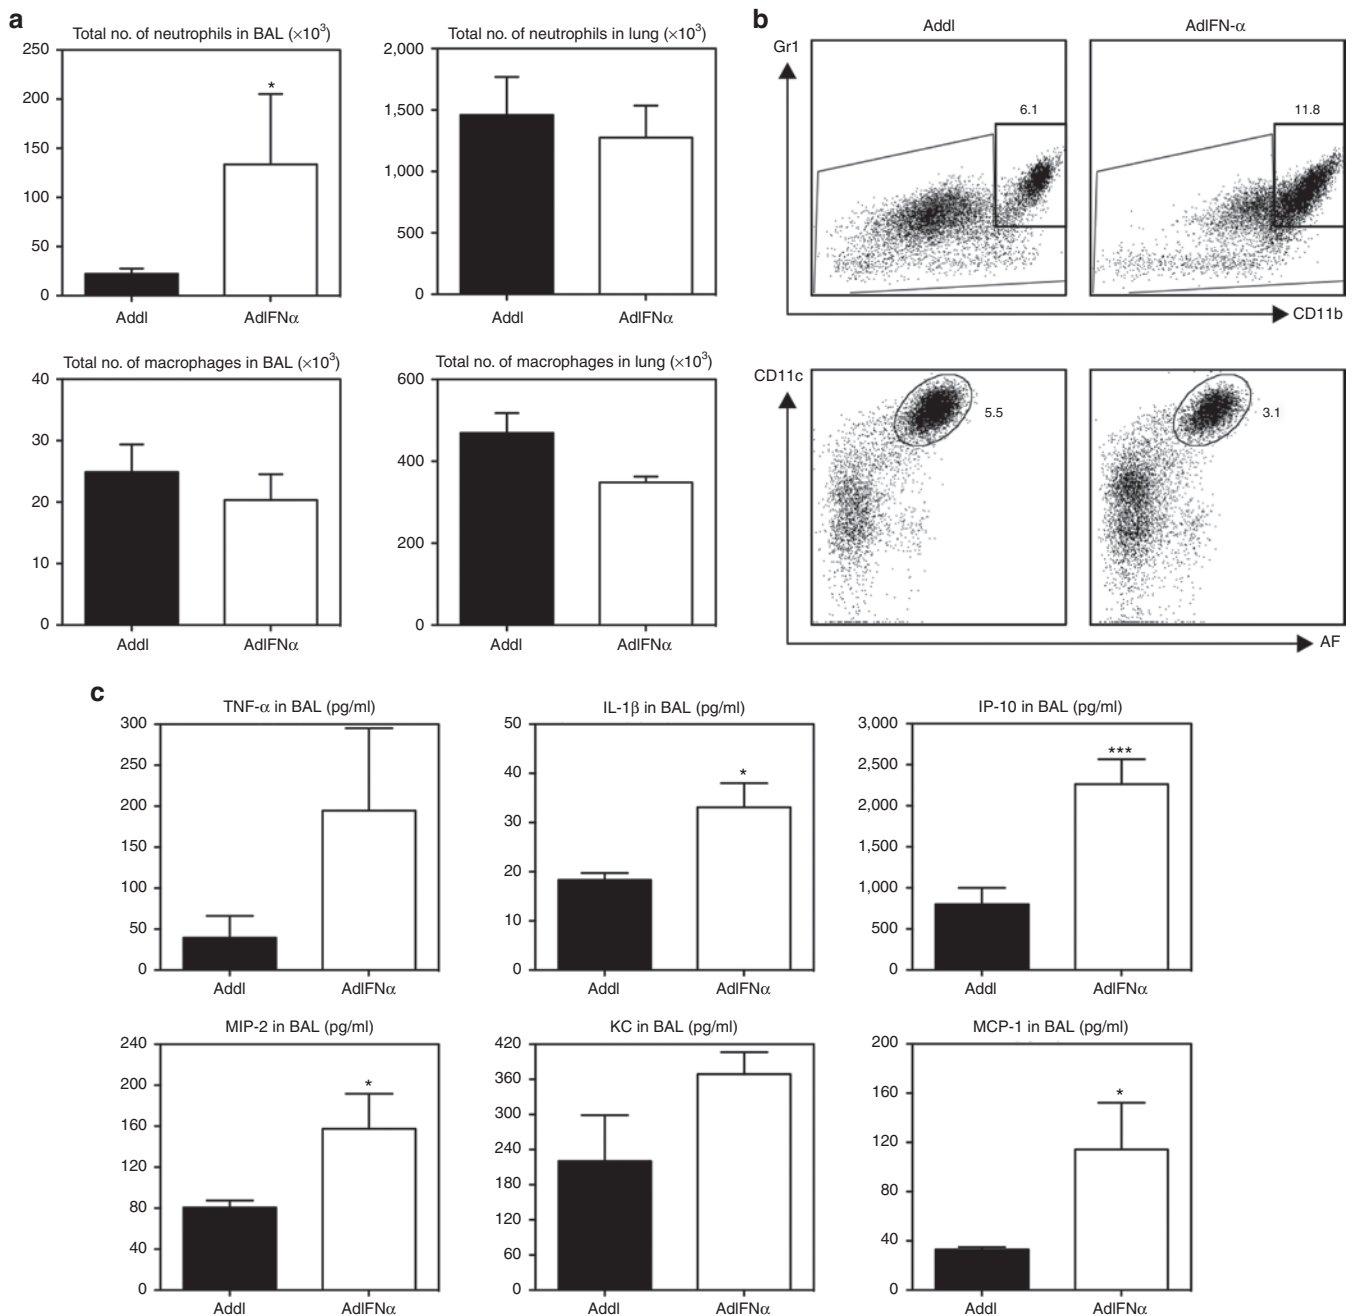 a
Total no. of neutrophils in BAL (×10³)
250
200
150
100
50
0
*
Addl
AdIFNα
Total no. of neutrophils in lung (×10³)
2,000
1,500
1,000
500
0
Addl
AdIFNα
Total no. of macrophages in BAL (×10³)
40
30
20
10
0
Addl
AdIFNα
Total no. of macrophages in lung (×10³)
600
400
200
0
Addl
AdIFNα
b
Addl
AdIFN-α
Gr1
6.1
11.8
CD11b
CD11c
5.5
3.1
AF
c
TNF-α in BAL (pg/ml)
300
250
200
150
100
50
0
Addl
AdIFNα
IL-1β in BAL (pg/ml)
50
40
30
20
10
0
*
Addl
AdIFNα
IP-10 in BAL (pg/ml)
3,000
2,500
2,000
1,500
1,000
500
0
***
Addl
AdIFNα
MIP-2 in BAL (pg/ml)
240
200
160
120
80
40
0
*
Addl
AdIFNα
KC in BAL (pg/ml)
420
360
300
240
180
120
60
0
Addl
AdIFNα
MCP-1 in BAL (pg/ml)
200
160
120
80
40
0
*
Addl
AdIFNα